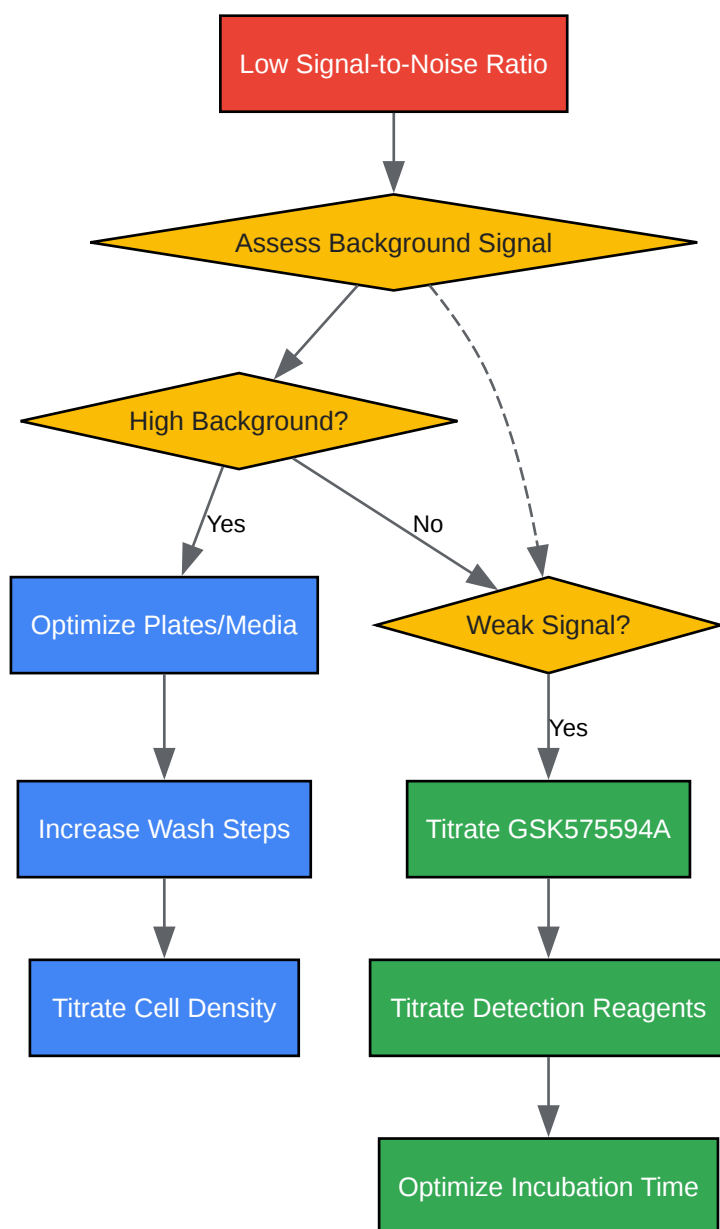 Low Signal-to-Noise Ratio
Assess Background Signal
High Background?
Yes
No
Optimize Plates/Media
Weak Signal?
Yes
Increase Wash Steps
Titrate GSK575594A
Titrate Cell Density
Titrate Detection Reagents
Optimize Incubation Time